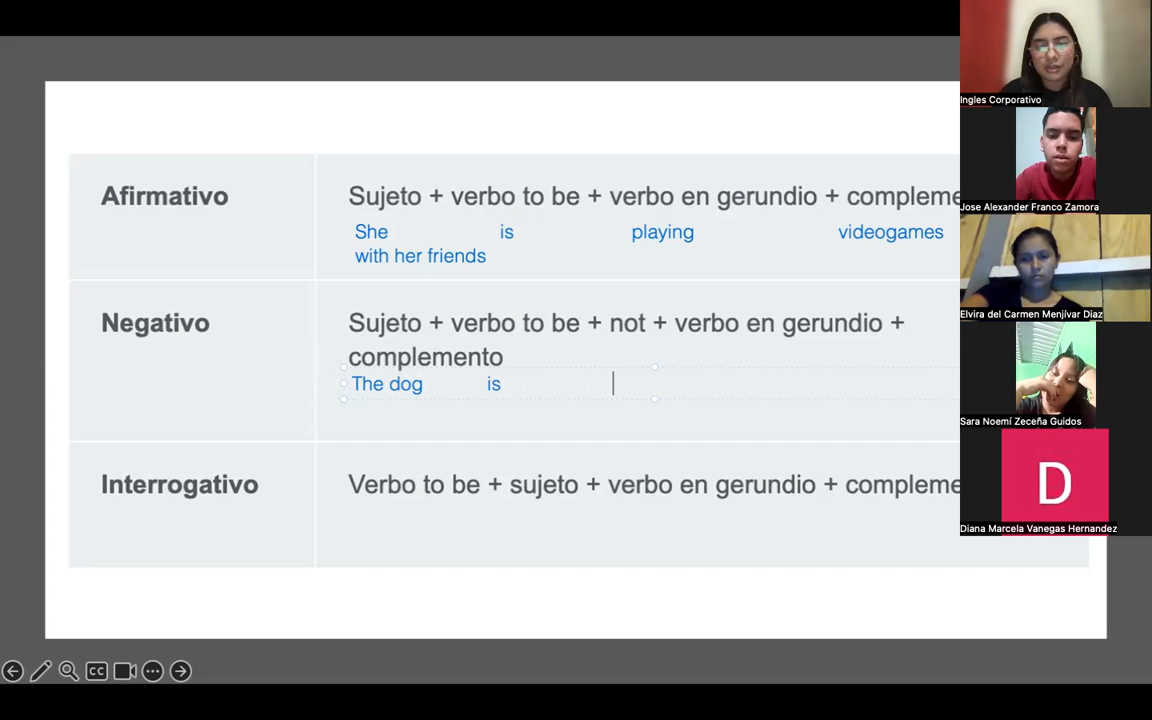 Afirmativo
Sujeto + verbo to be + verbo en gerundio + compleme
She is playing videogames
with her friends
Negativo
Sujeto + verbo to be + not + verbo en gerundio +
complemento
The dog is
Interrogativo
Verbo to be + sujeto + verbo en gerundio + compleme
CC
Ingles Corporativo
Jose Alexander Franco Zamora
Elvira del Carmen Menjívar Diaz
Sara Noemí Zeceña Guidos
D
Diana Marcela Vanegas Hernandez